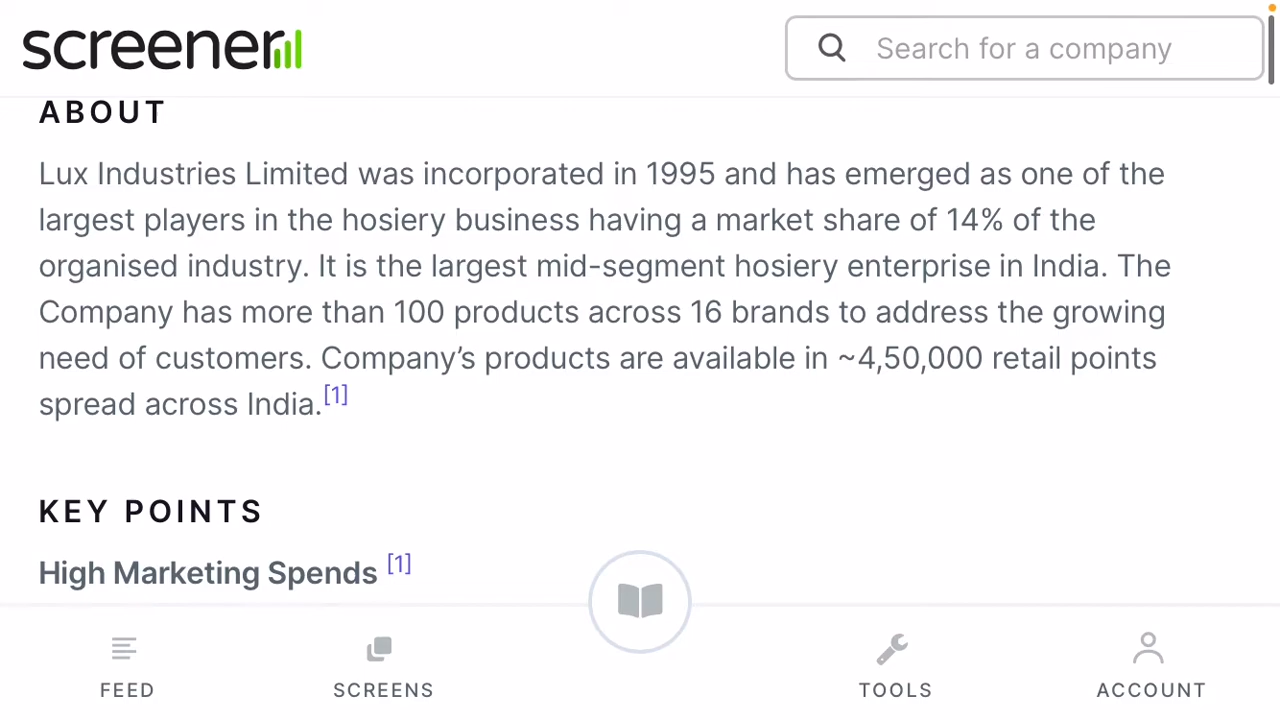 screener
Search for a company
ABOUT
Lux Industries Limited was incorporated in 1995 and has emerged as one of the
largest players in the hosiery business having a market share of 14% of the
organised industry. It is the largest mid-segment hosiery enterprise in India. The
Company has more than 100 products across 16 brands to address the growing
need of customers. Company’s products are available in ~4,50,000 retail points
spread across India.[1]
KEY POINTS
High Marketing Spends [1]
FEED
SCREENS
TOOLS
ACCOUNT